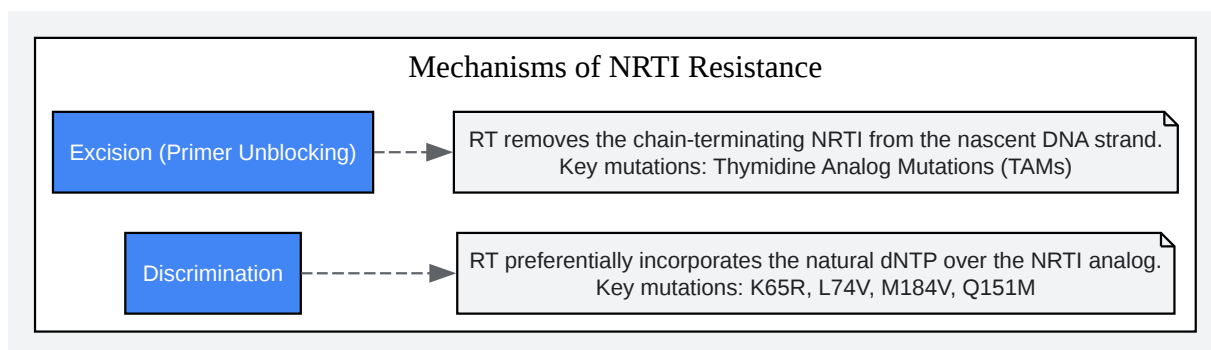 Mechanisms of NRTI Resistance
Excision (Primer Unblocking)
RT removes the chain-terminating NRTI from the nascent DNA strand.
Key mutations: Thymidine Analog Mutations (TAMs)
Discrimination
RT preferentially incorporates the natural dNTP over the NRTI analog.
Key mutations: K65R, L74V, M184V, Q151M